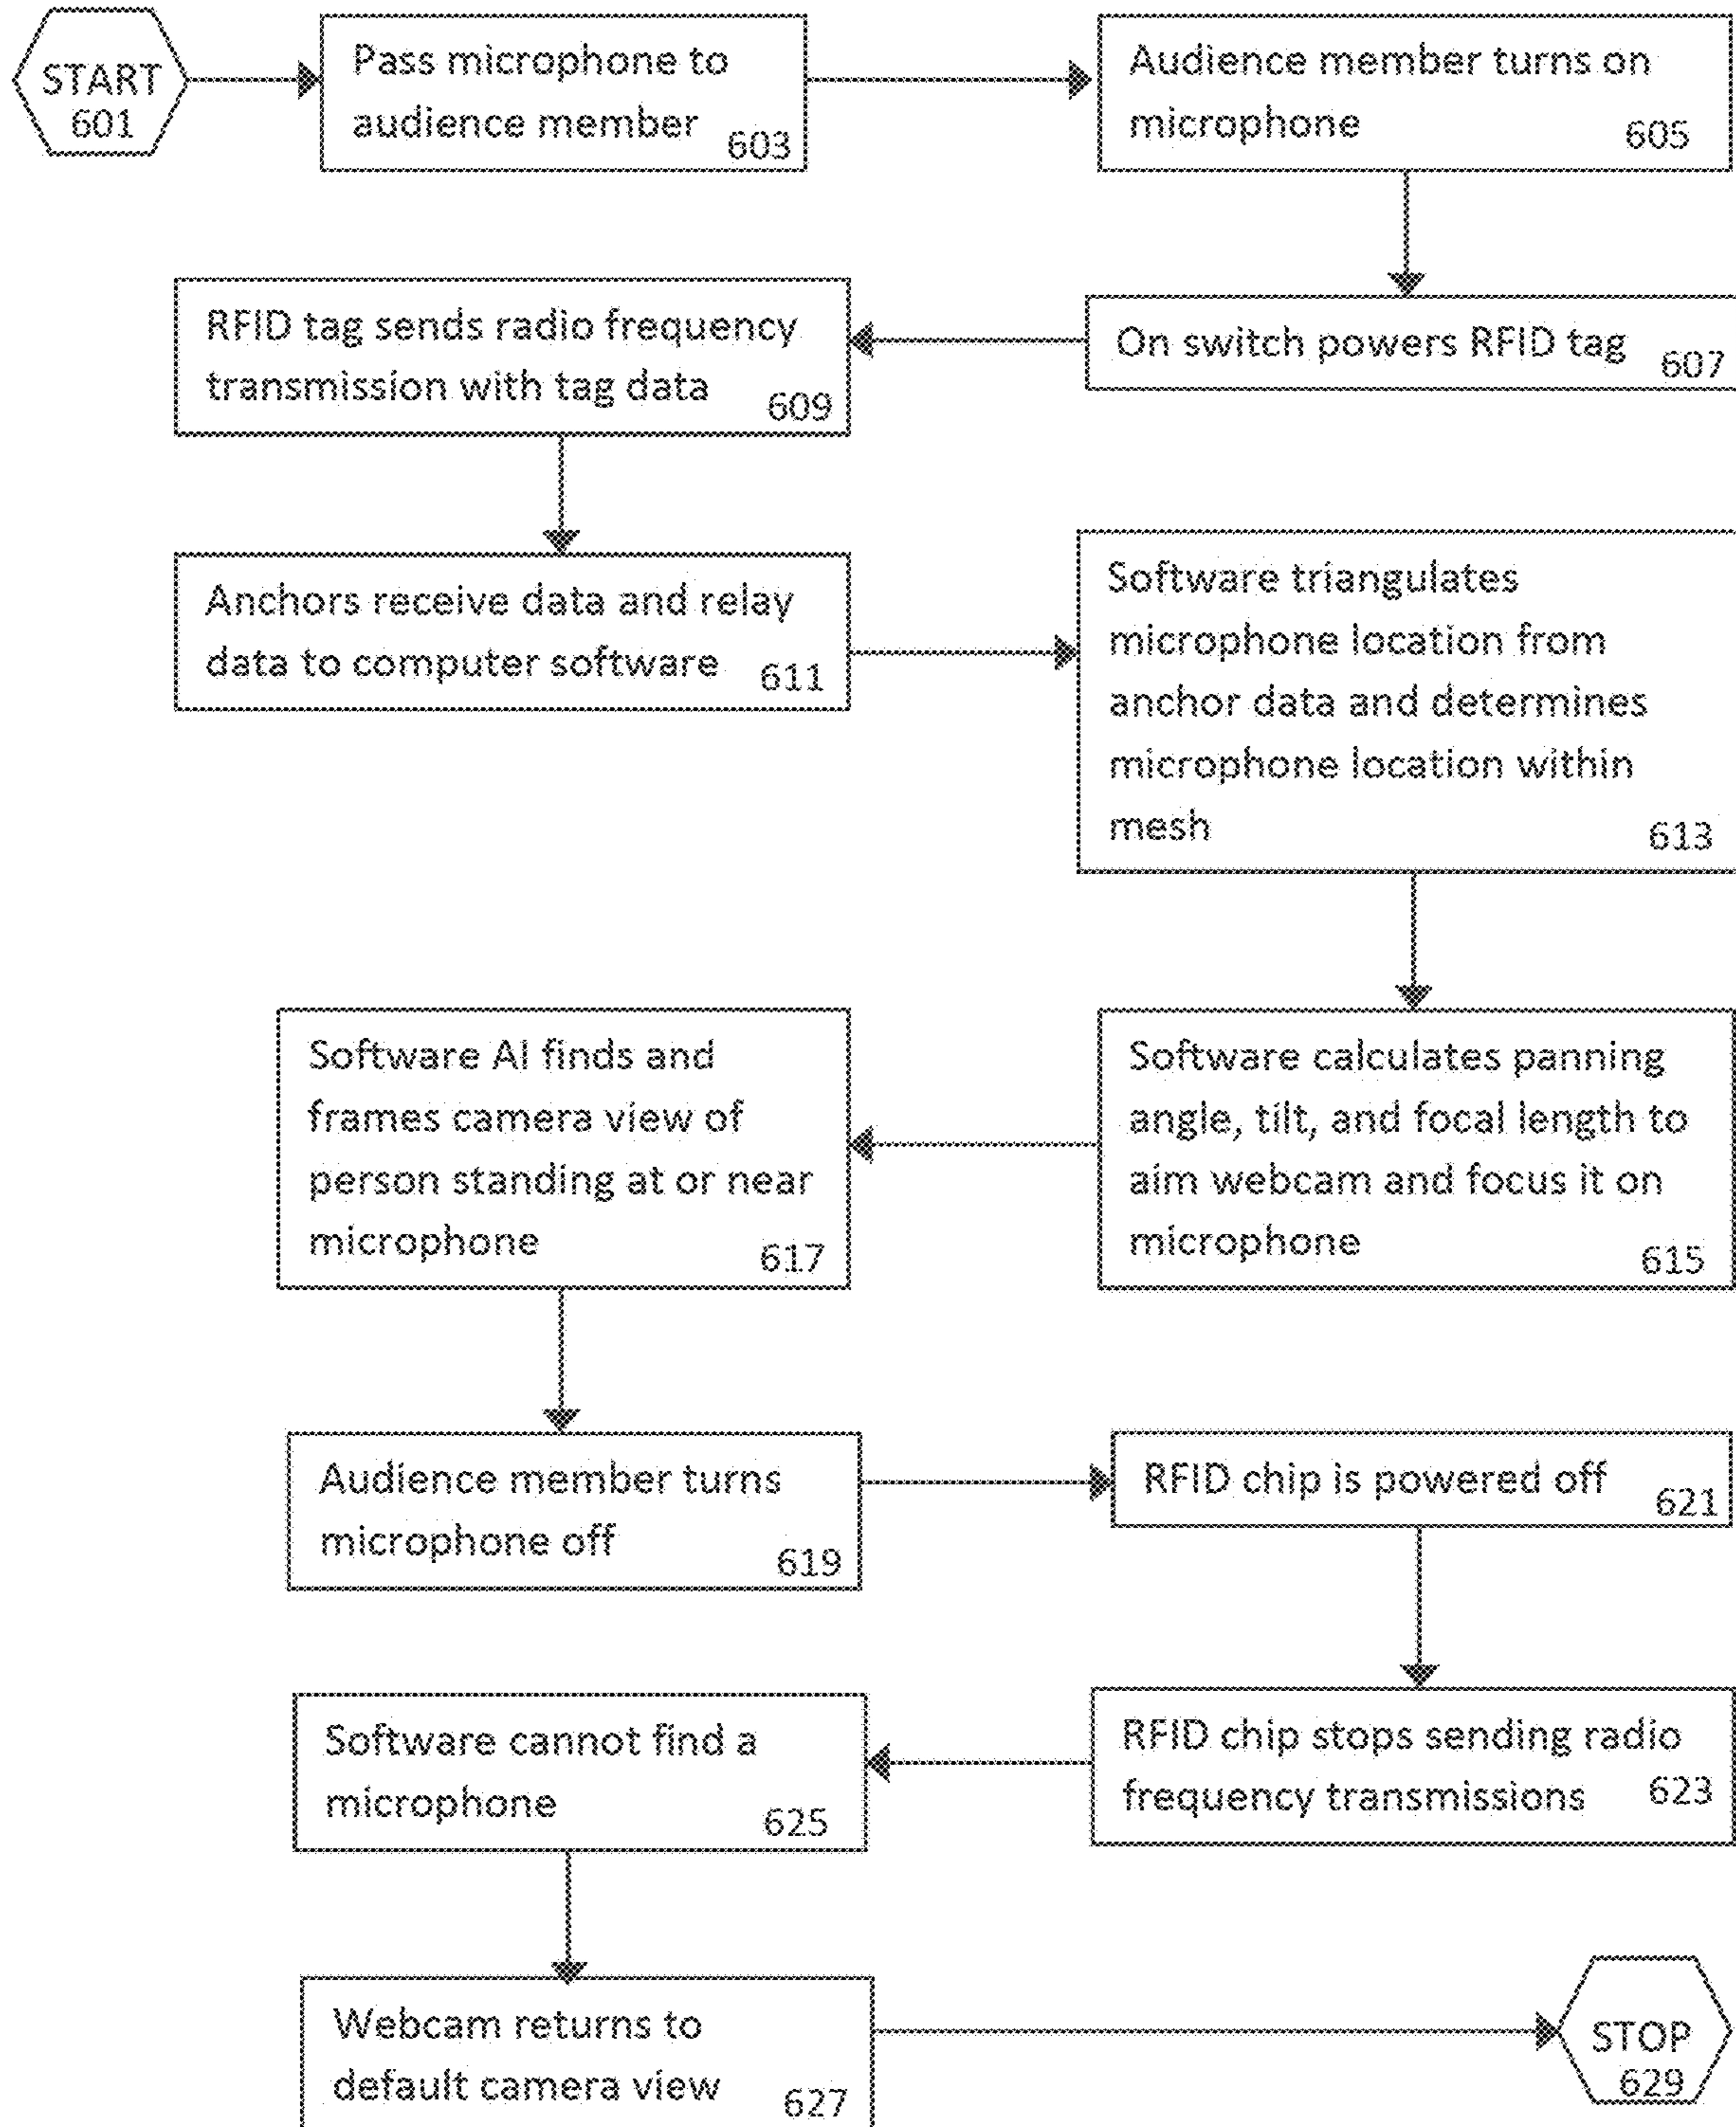 START
601
Pass microphone to
audience member
603
Audience member turns on
microphone
605
On switch powers RFID tag
607
RFID tag sends radio frequency
transmission with tag data
609
Anchors receive data and relay
data to computer software
611
Software triangulates
microphone location from
anchor data and determines
microphone location within
mesh
613
Software calculates panning
angle, tilt, and focal length to
aim webcam and focus it on
microphone
615
Software AI finds and
frames camera view of
person standing at or near
microphone
617
Audience member turns
microphone off
619
RFID chip is powered off
621
RFID chip stops sending radio
frequency transmissions
623
Software cannot find a
microphone
625
Webcam returns to
default camera view
627
STOP
629